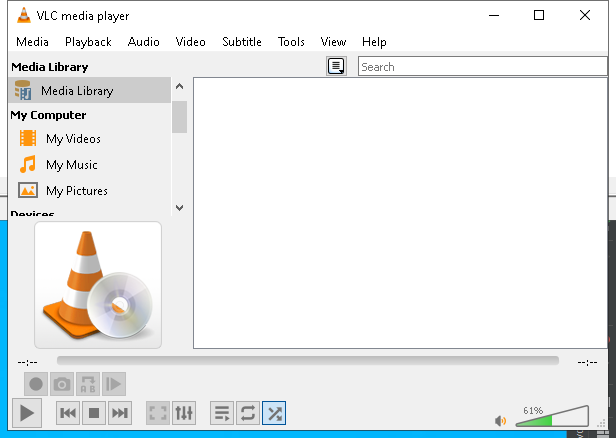 VLC media player
Media Playback Audio Video Subtitle Tools View Help
Media Library
Search
Media Library
My Computer
My Videos
My Music
My Pictures
Devices
--:-- --:--
A B
61%